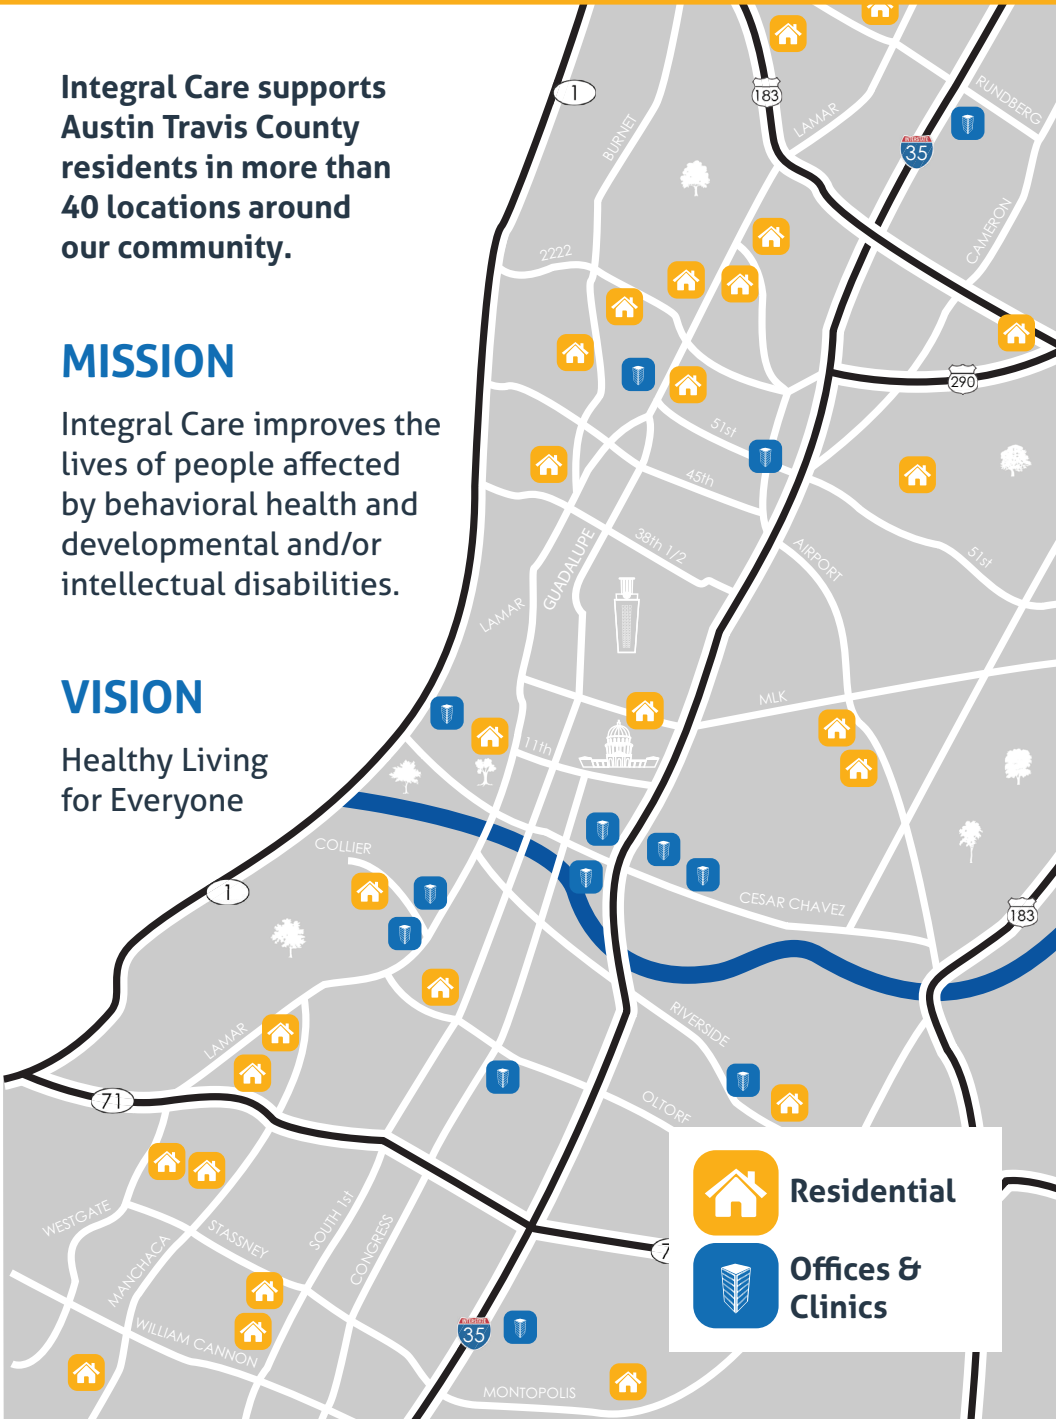 Integral Care supports
Austin Travis County
residents in more than
40 locations around
our community.
MISSION
Integral Care improves the
lives of people affected
by behavioral health and
developmental and/or
intellectual disabilities.
VISION
Healthy Living
for Everyone
1
183
BURNET
LAMAR
RUNDBERG
INTERSTATE
35
CAMERON
2222
290
51st
45th
38th 1/2
AIRPORT
51st
GUADALUPE
LAMAR
MLK
11th
COLLIER
1
CESAR CHAVEZ
183
LAMAR
RIVERSIDE
71
OLTORF
WESTGATE
STASSNEY
SOUTH 1st
MANCHACA
CONGRESS
WILLIAM CANNON
INTERSTATE
35
MONTOPOLIS
7
Residential
Offices &
Clinics